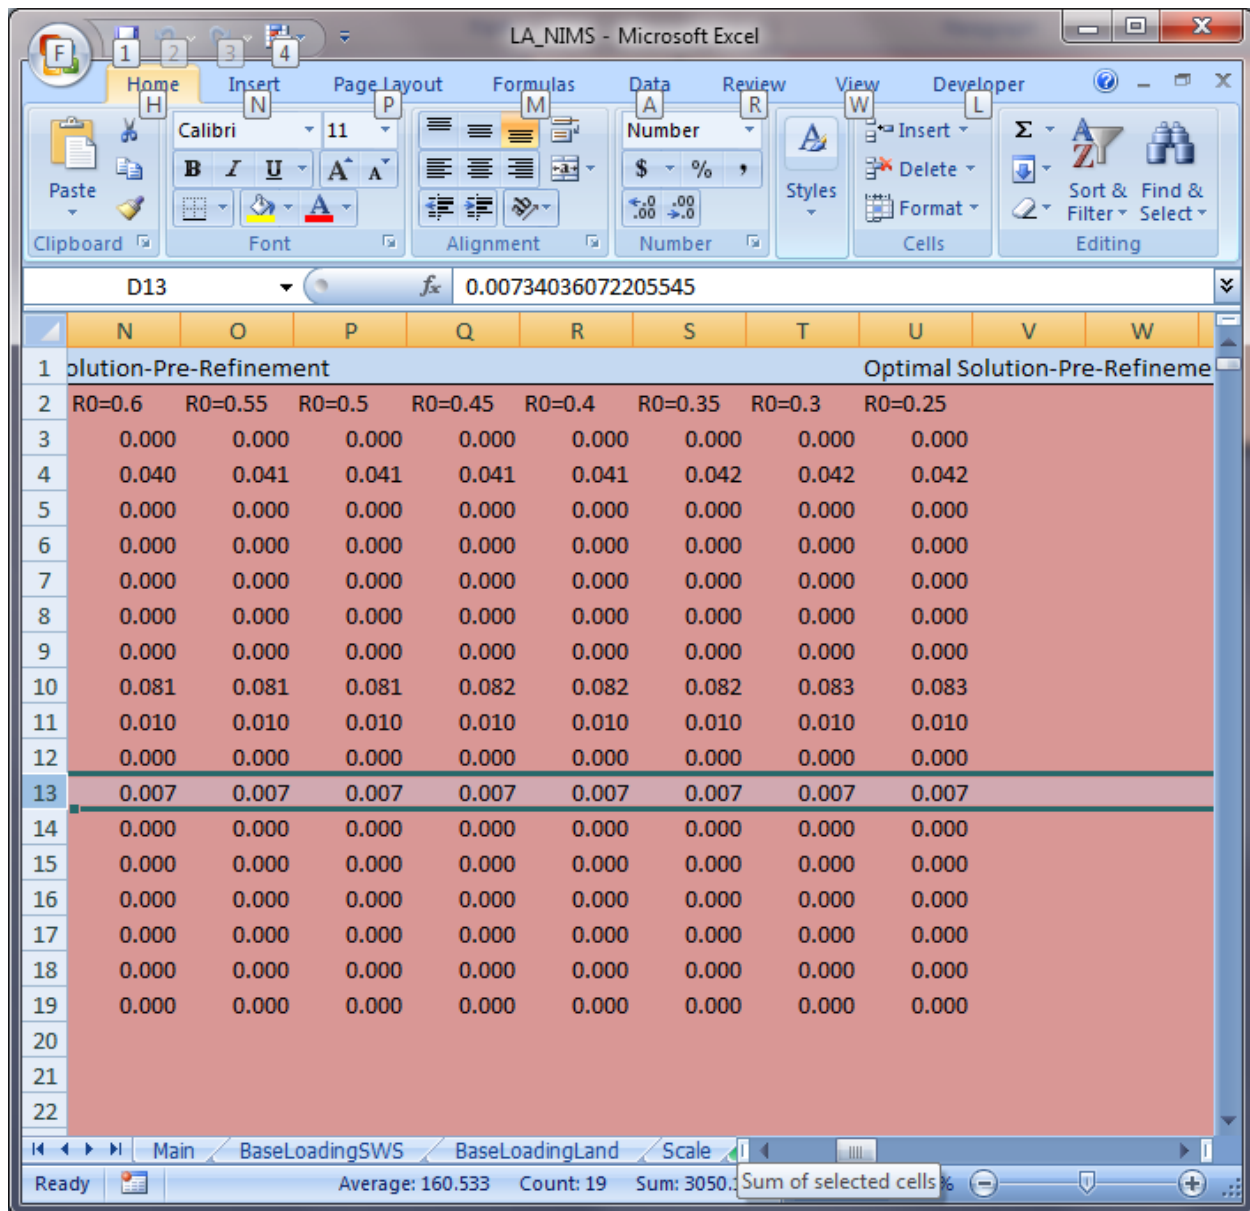 LA_NIMS - Microsoft Excel
F 1 2 3 4
Home Insert Page Layout Formulas Data Review View Developer
H N P M A R W L
Paste
Clipboard
Calibri 11
B I U A A
A
Font
Alignment
Number
$ % ,
.0 .00 .00 .0
Number
Styles
Insert
Delete
Format
Cells
Σ
Sort & Filter
Find & Select
Editing
D13 fx 0.00734036072205545
N O P Q R S T U V W
1 olution-Pre-Refinement Optimal Solution-Pre-Refineme
2 R0=0.6 R0=0.55 R0=0.5 R0=0.45 R0=0.4 R0=0.35 R0=0.3 R0=0.25
3 0.000 0.000 0.000 0.000 0.000 0.000 0.000 0.000
4 0.040 0.041 0.041 0.041 0.041 0.042 0.042 0.042
5 0.000 0.000 0.000 0.000 0.000 0.000 0.000 0.000
6 0.000 0.000 0.000 0.000 0.000 0.000 0.000 0.000
7 0.000 0.000 0.000 0.000 0.000 0.000 0.000 0.000
8 0.000 0.000 0.000 0.000 0.000 0.000 0.000 0.000
9 0.000 0.000 0.000 0.000 0.000 0.000 0.000 0.000
10 0.081 0.081 0.081 0.082 0.082 0.082 0.083 0.083
11 0.010 0.010 0.010 0.010 0.010 0.010 0.010 0.010
12 0.000 0.000 0.000 0.000 0.000 0.000 0.000 0.000
13 0.007 0.007 0.007 0.007 0.007 0.007 0.007 0.007
14 0.000 0.000 0.000 0.000 0.000 0.000 0.000 0.000
15 0.000 0.000 0.000 0.000 0.000 0.000 0.000 0.000
16 0.000 0.000 0.000 0.000 0.000 0.000 0.000 0.000
17 0.000 0.000 0.000 0.000 0.000 0.000 0.000 0.000
18 0.000 0.000 0.000 0.000 0.000 0.000 0.000 0.000
19 0.000 0.000 0.000 0.000 0.000 0.000 0.000 0.000
20
21
22
Main BaseLoadingSWS BaseLoadingLand Scale
Ready Average: 160.533 Count: 19 Sum: 3050. Sum of selected cells %